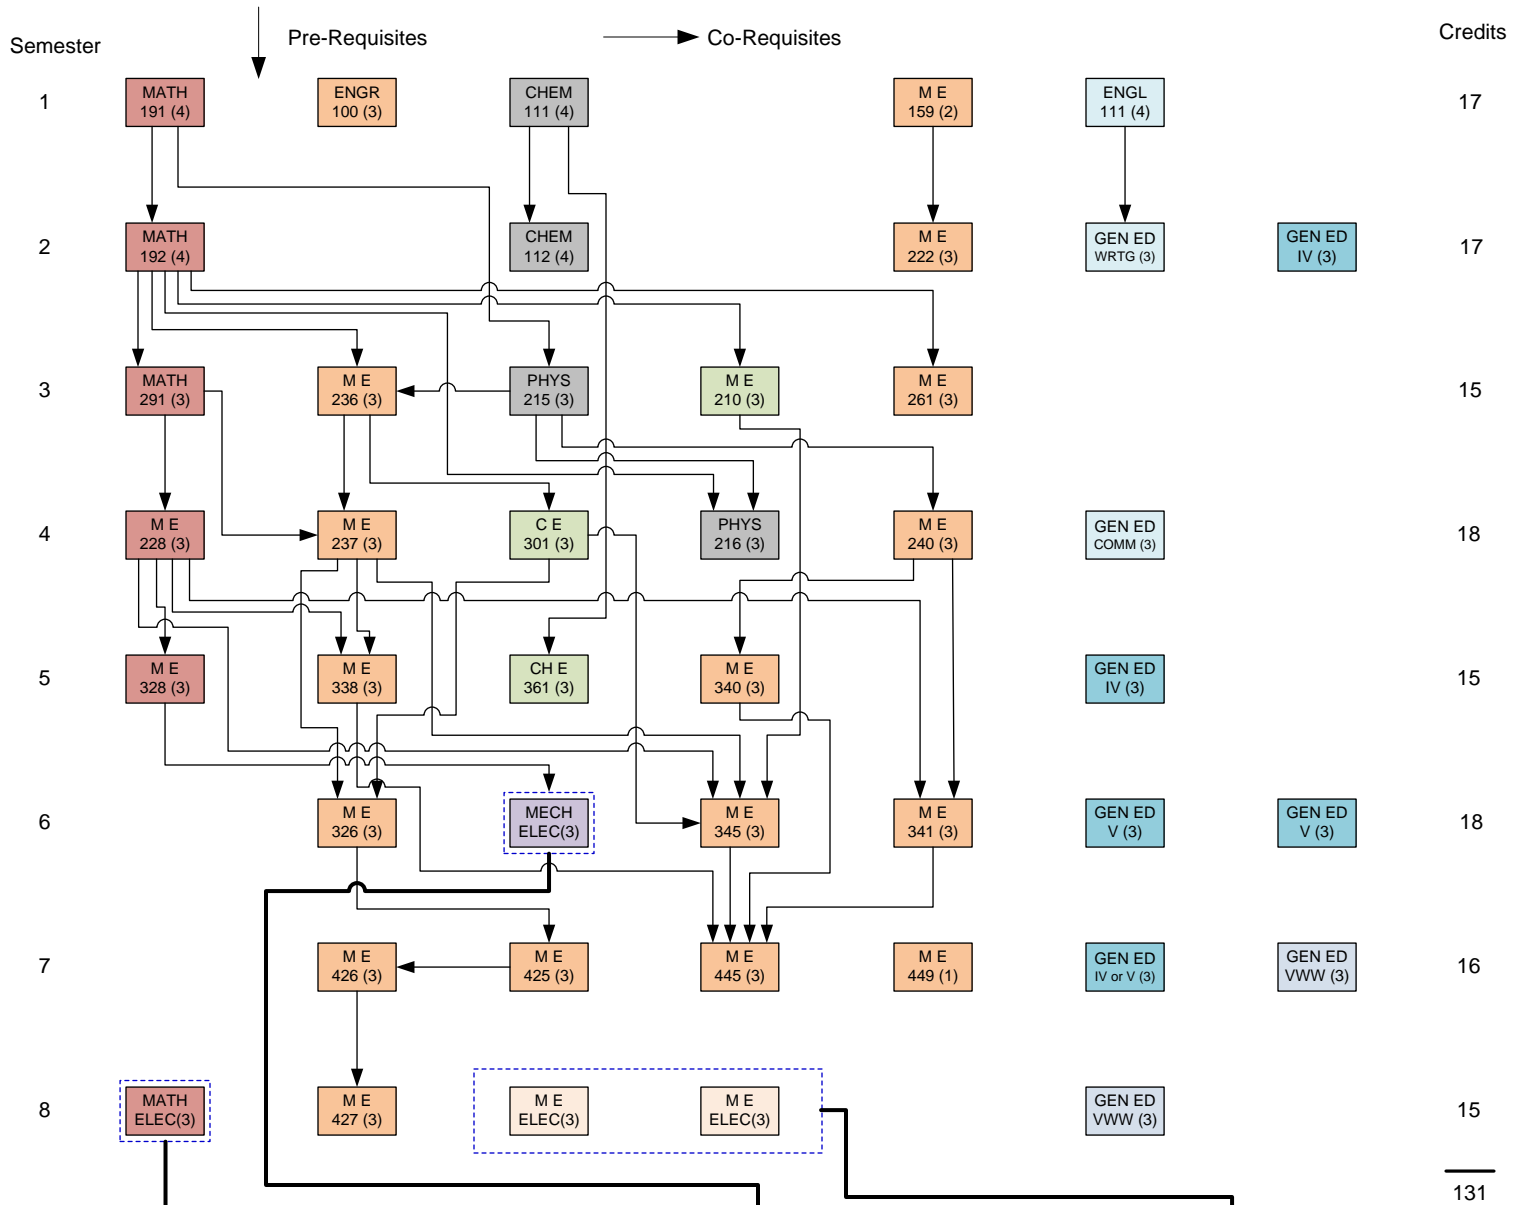 Semester
Pre-Requisites
Co-Requisites
Credits
1
MATH
191 (4)
ENGR
100 (3)
CHEM
111 (4)
M E
159 (2)
ENGL
111 (4)
17
2
MATH
192 (4)
CHEM
112 (4)
M E
222 (3)
GEN ED
WRTG (3)
GEN ED
IV (3)
17
3
MATH
291 (3)
M E
236 (3)
PHYS
215 (3)
M E
210 (3)
M E
261 (3)
15
4
M E
228 (3)
M E
237 (3)
C E
301 (3)
PHYS
216 (3)
M E
240 (3)
GEN ED
COMM (3)
18
5
M E
328 (3)
M E
338 (3)
CH E
361 (3)
M E
340 (3)
GEN ED
IV (3)
15
6
M E
326 (3)
MECH
ELEC(3)
M E
345 (3)
M E
341 (3)
GEN ED
V (3)
GEN ED
V (3)
18
7
M E
426 (3)
M E
425 (3)
M E
445 (3)
M E
449 (1)
GEN ED
IV or V (3)
GEN ED
VWW (3)
16
8
MATH
ELEC(3)
M E
427 (3)
M E
ELEC(3)
M E
ELEC(3)
GEN ED
VWW (3)
15
131